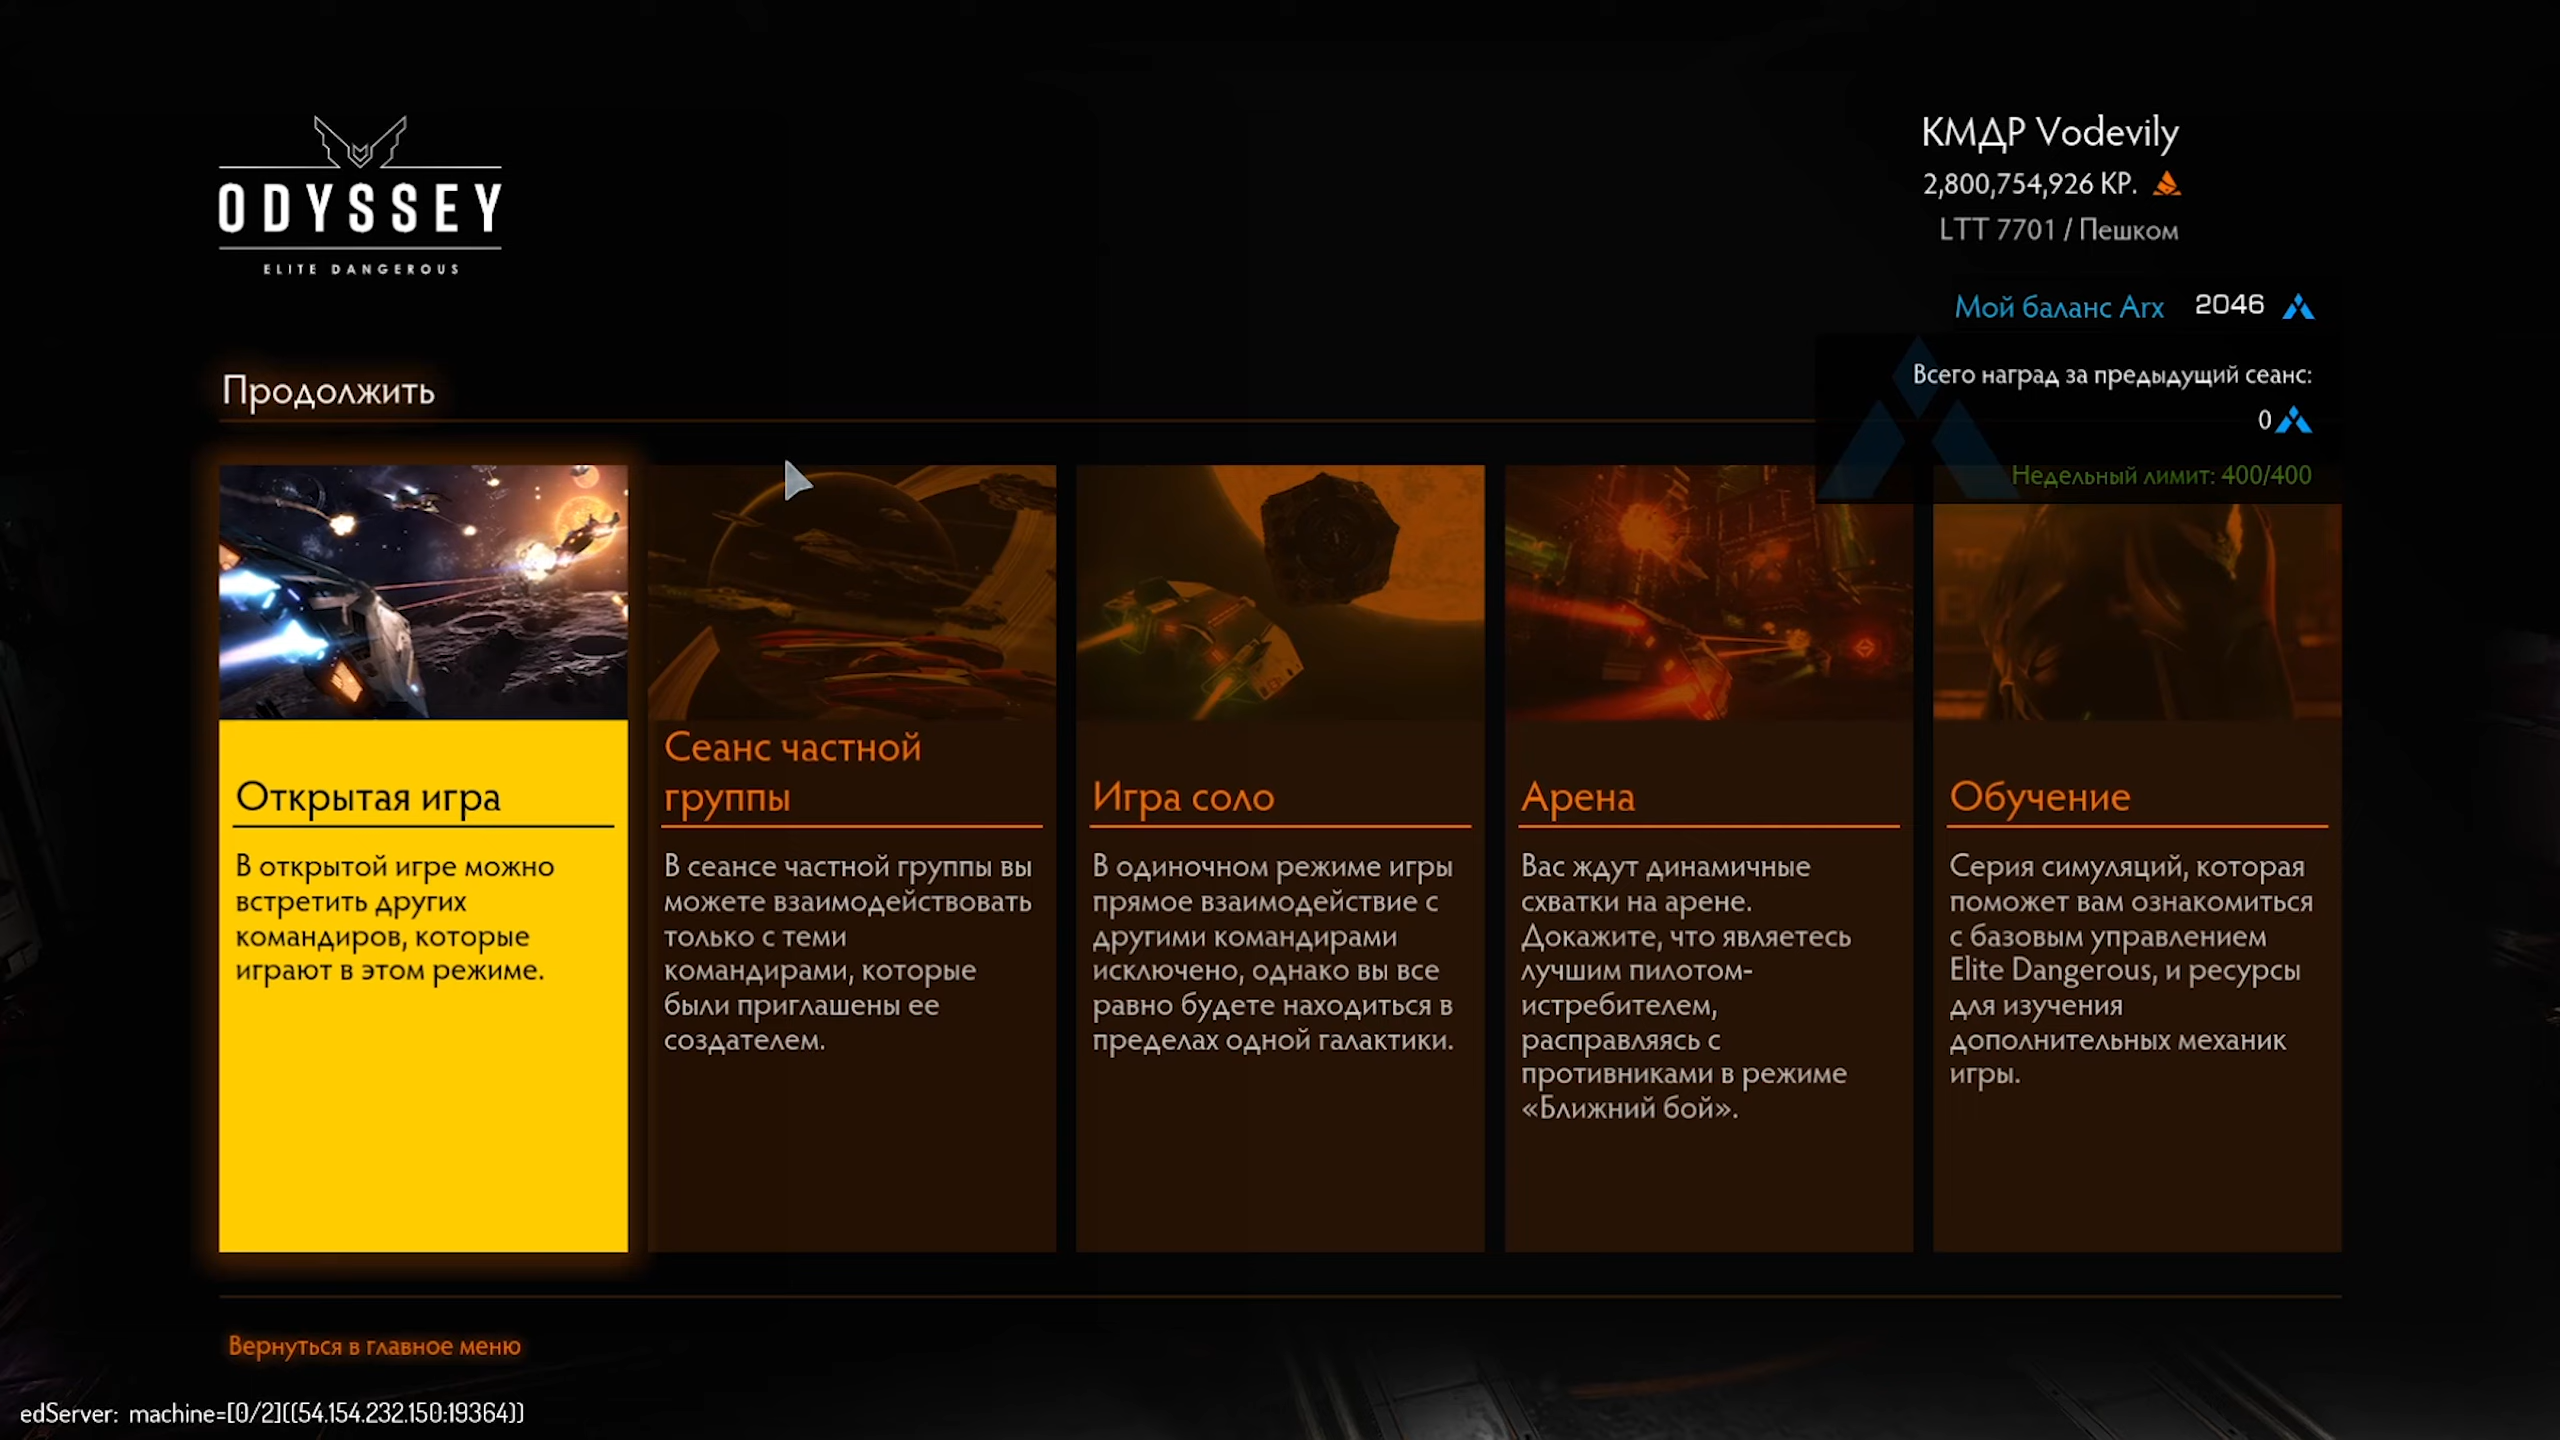 ODYSSEY
ELITE DANGEROUS
КМДР Vodevily
2,800,754,926 КР.
LTT 7701 / Пешком
Мой баланс Arx 2046
Всего наград за предыдущий сеанс:
0
Недельный лимит: 400/400
Продолжить
Открытая игра
В открытой игре можно
встретить других
командиров, которые
играют в этом режиме.
Сеанс частной
группы
В сеансе частной группы вы
можете взаимодействовать
только с теми
командирами, которые
были приглашены ее
создателем.
Игра соло
В одиночном режиме игры
прямое взаимодействие с
другими командирами
исключено, однако вы все
равно будете находиться в
пределах одной галактики.
Арена
Вас ждут динамичные
схватки на арене.
Докажите, что являетесь
лучшим пилотом-
истребителем,
расправляясь с
противниками в режиме
«Ближний бой».
Обучение
Серия симуляций, которая
поможет вам ознакомиться
с базовым управлением
Elite Dangerous, и ресурсы
для изучения
дополнительных механик
игры.
Вернуться в главное меню
edServer: machine=[0/2]((54.154.232.150:19364))